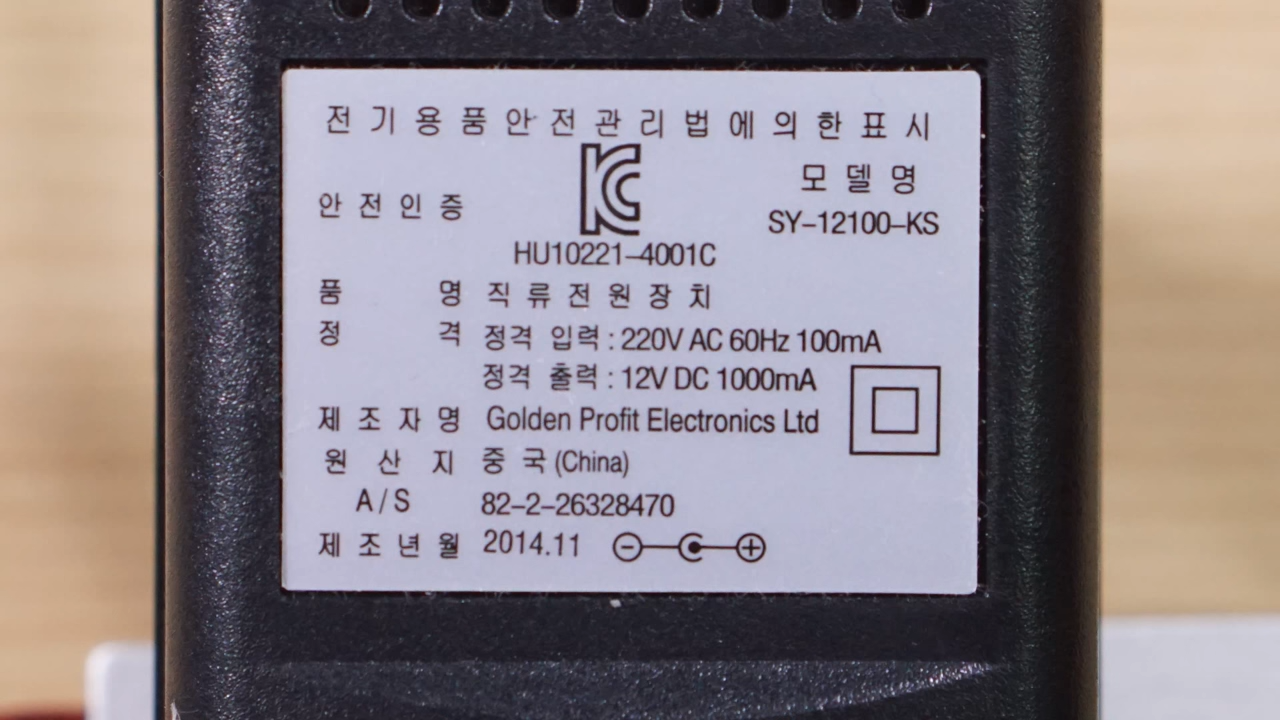 전기용품안전관리법에의한표시
KC
모델명
안전인증
SY-12100-KS
HU10221-4001C
품 명 직류전원장치
정 격 정격 입력 : 220V AC 60Hz 100mA
정격 출력 : 12V DC 1000mA
제조자명 Golden Profit Electronics Ltd
원산지 중국 (China)
A/S 82-2-26328470
제조년월 2014.11